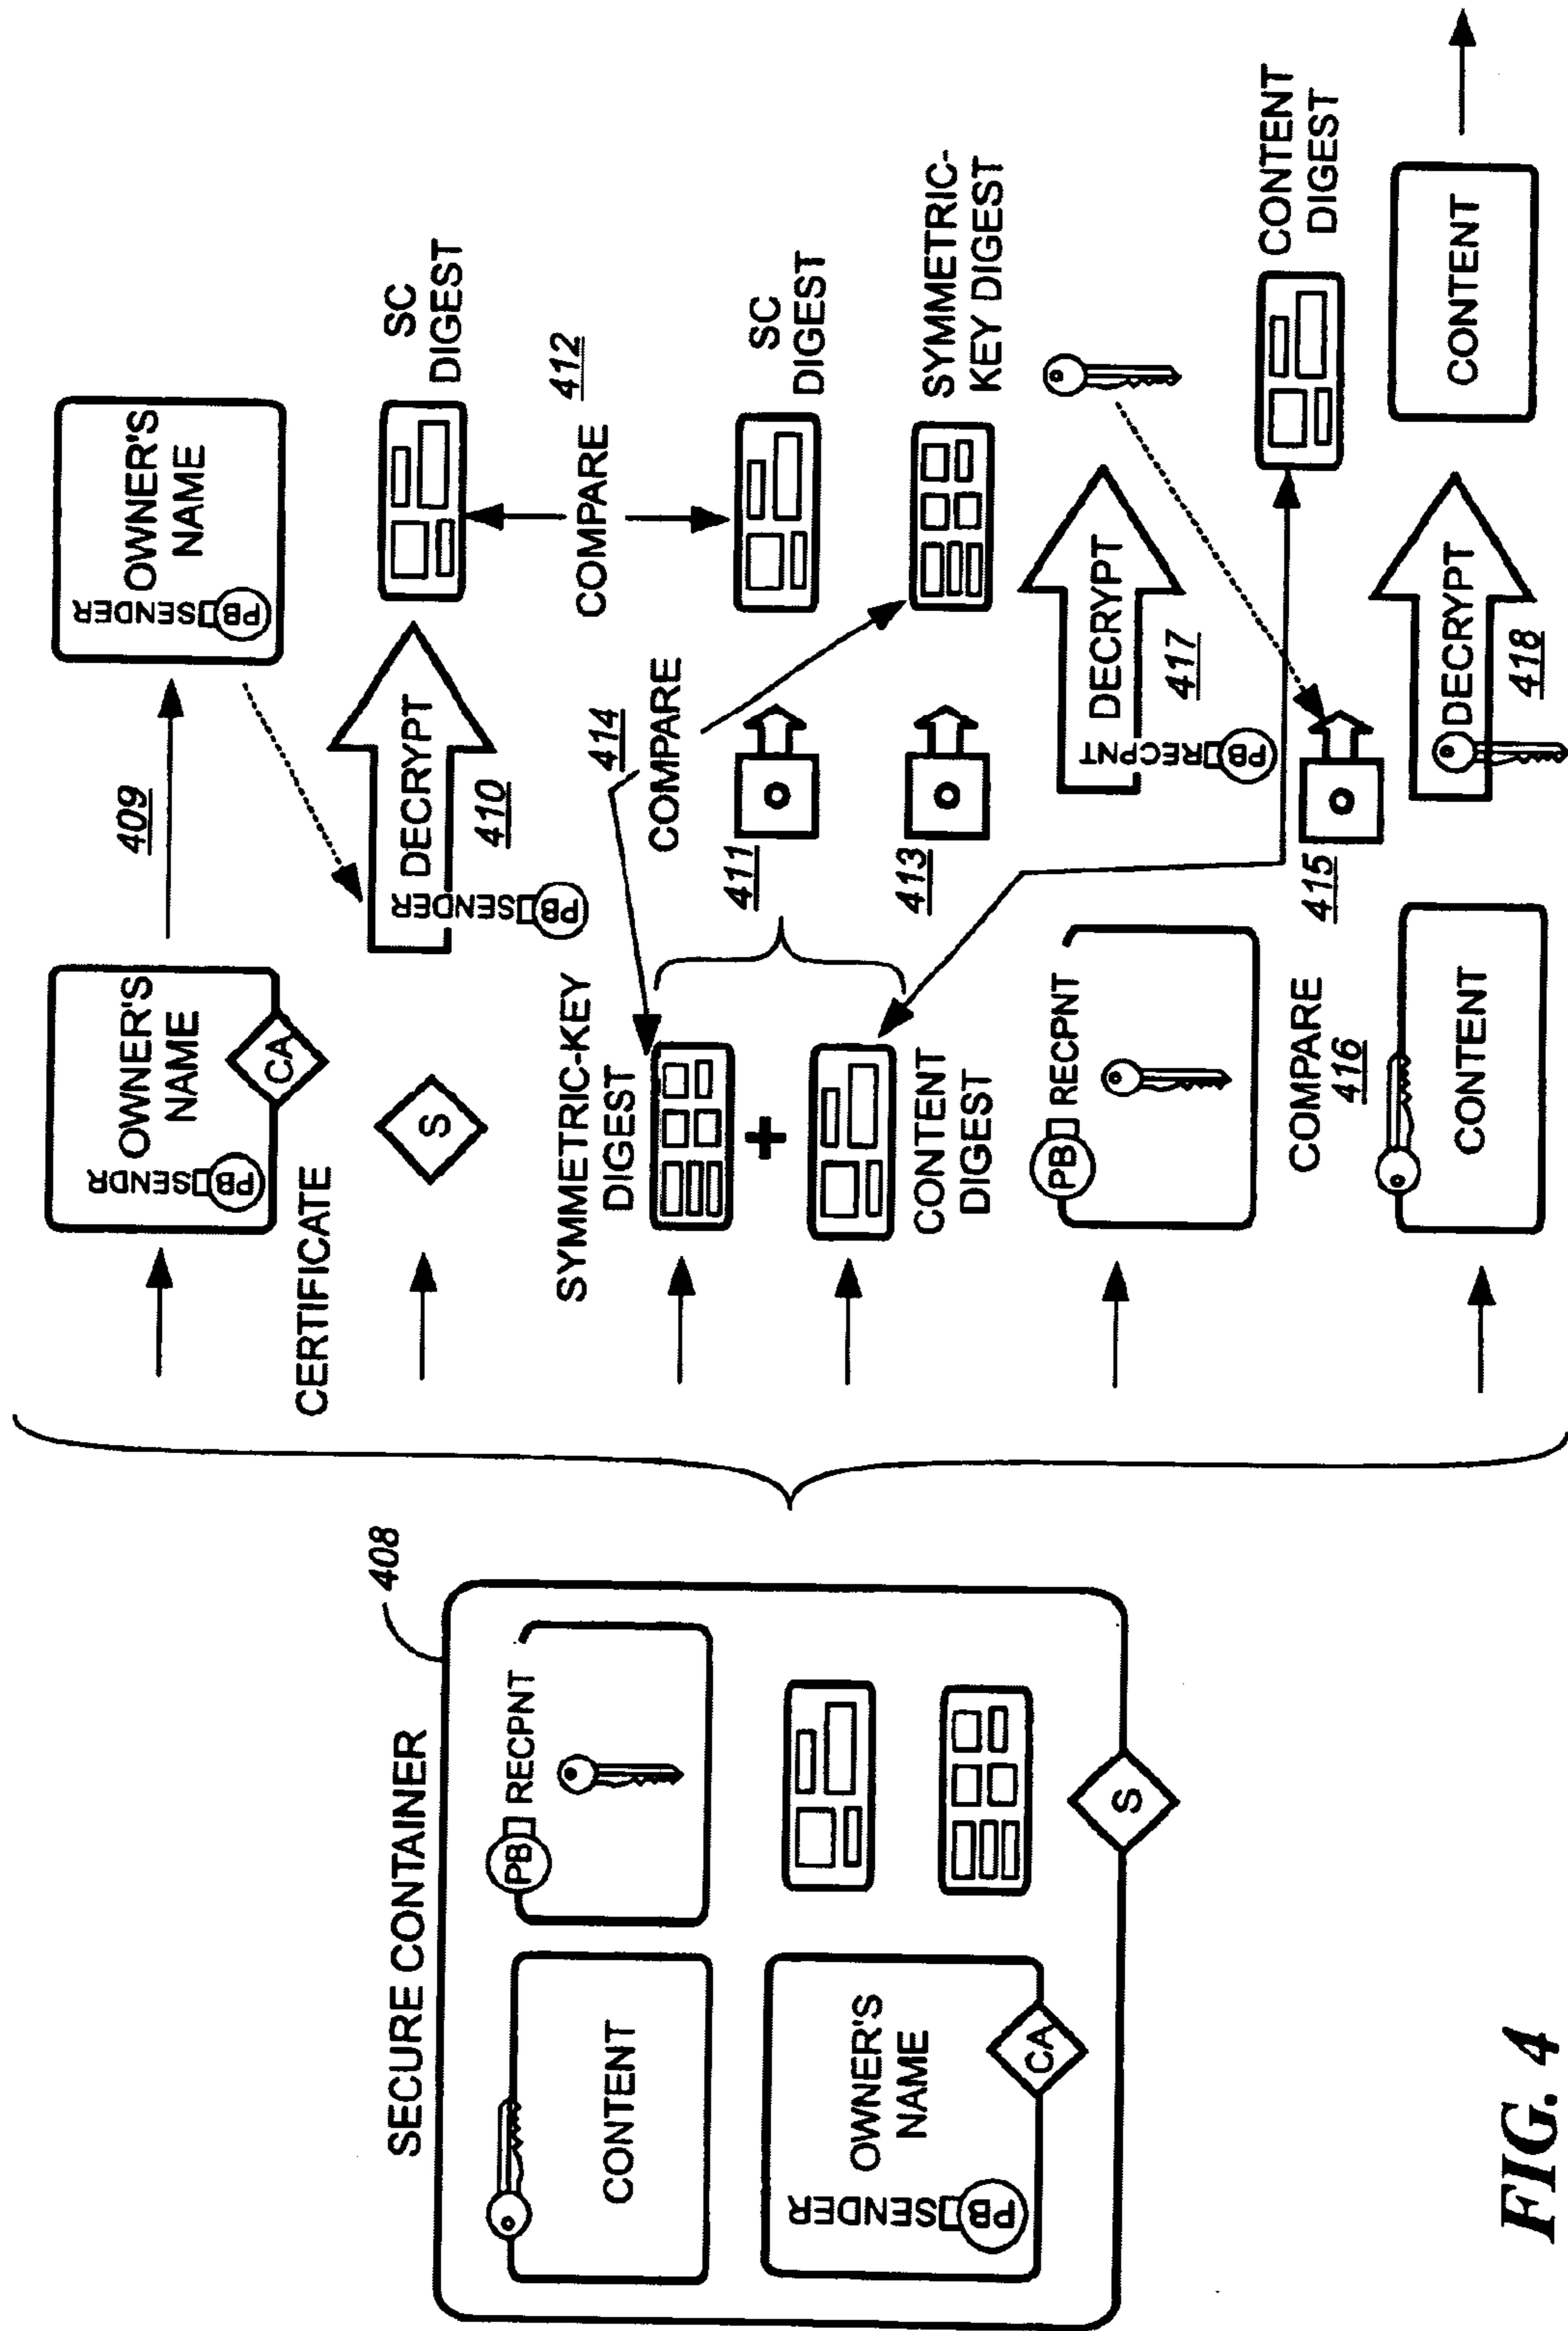 SECURE CONTAINER
408
CONTENT
PB RECPNT
OWNER'S
NAME
PB SENDER
CA
S
OWNER'S
NAME
PB SENDR
CA
CERTIFICATE
409
OWNER'S
NAME
PB SENDER
S
PB SENDER
DECRYPT
410
SC
DIGEST
COMPARE
412
SYMMETRIC-KEY
DIGEST
+
CONTENT
DIGEST
414
COMPARE
411
SC
DIGEST
413
SYMMETRIC-
KEY DIGEST
PB RECPNT
PB RECPNT
DECRYPT
417
COMPARE
416
415
CONTENT
DIGEST
CONTENT
DECRYPT
418
CONTENT
FIG. 4